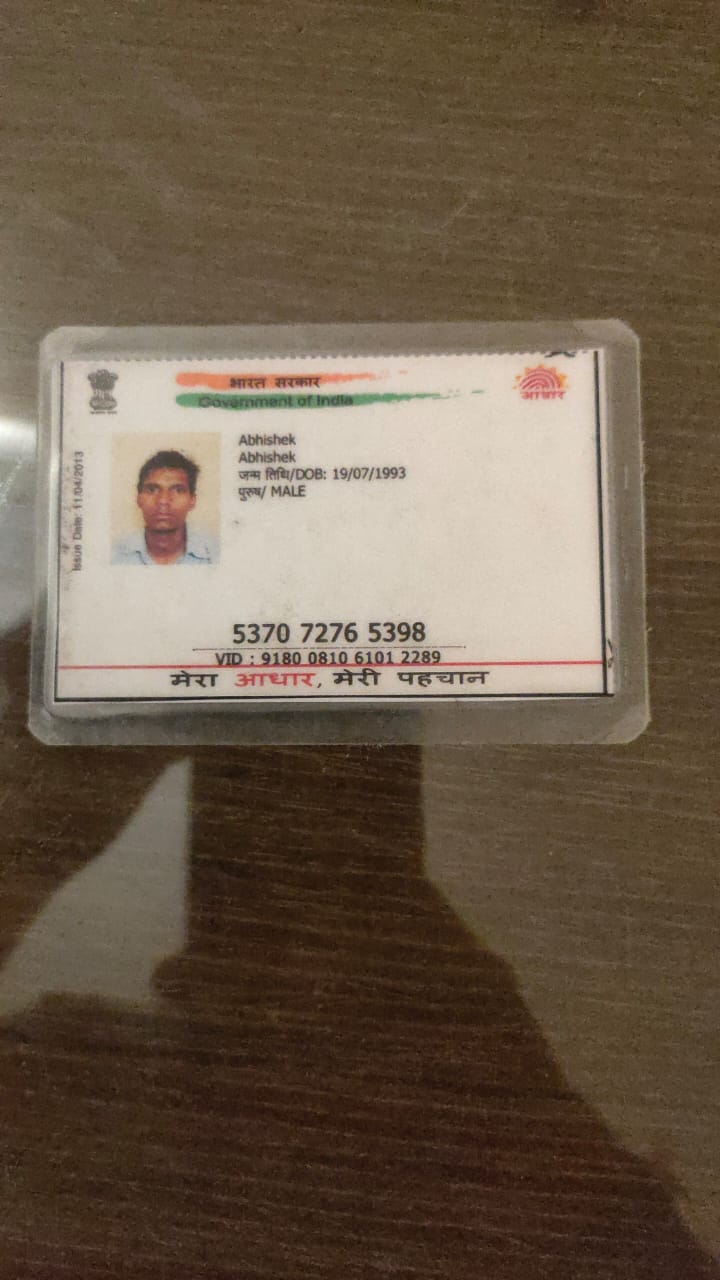 भारत सरकार
Government of India
आधार
Issue Date: 11/04/2013
Abhishek
Abhishek
जन्म तिथि/DOB: 19/07/1993
पुरुष/ MALE
5370 7276 5398
VID : 9180 0810 6101 2289
मेरा आधार, मेरी पहचान